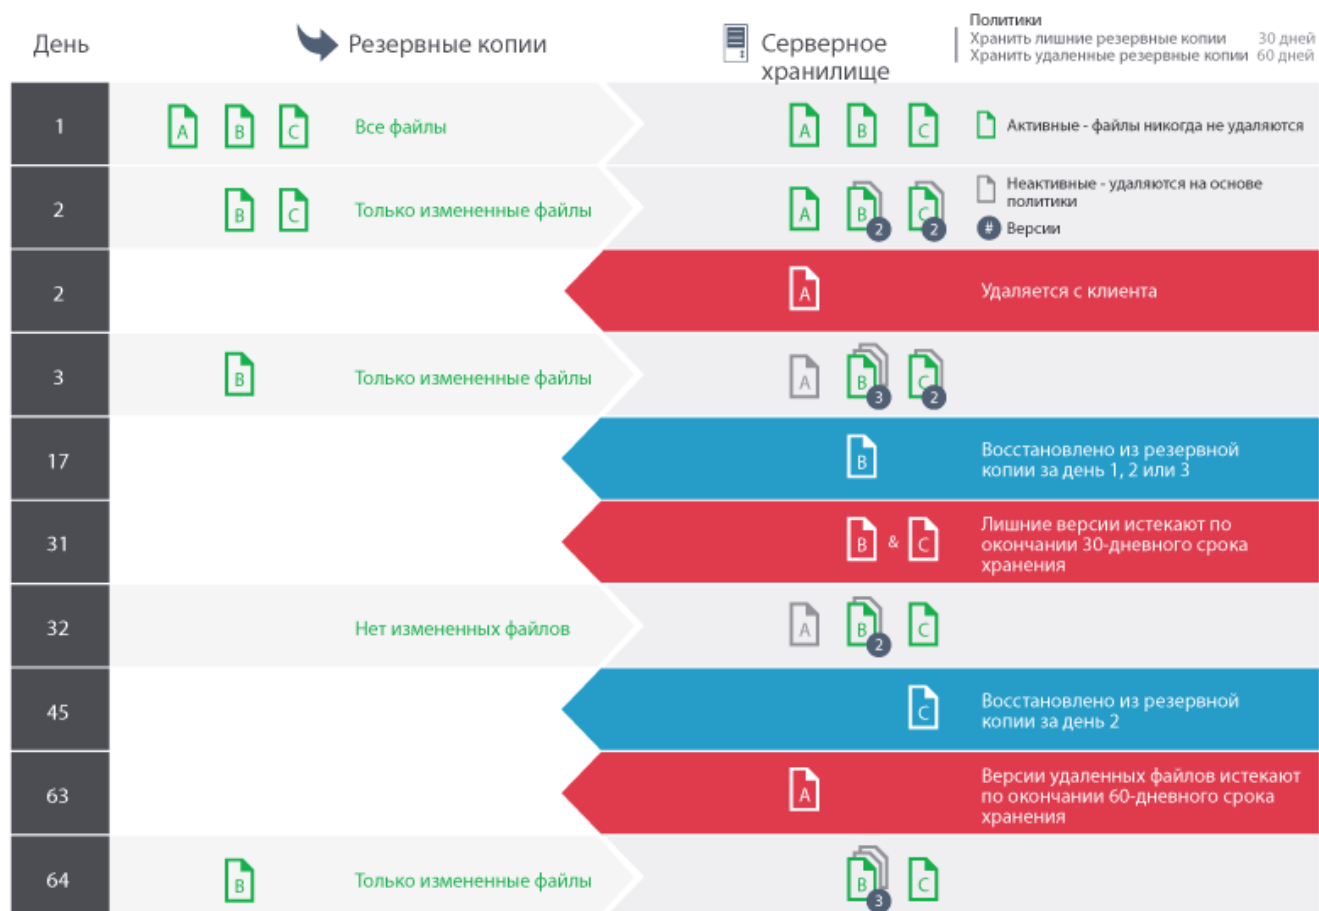 День
Резервные копии
Серверное
хранилище
Политики
Хранить лишние резервные копии 30 дней
Хранить удаленные резервные копии 60 дней
1
A B C
Все файлы
A B C
Активные - файлы никогда не удаляются
2
B C
Только измененные файлы
A B 2 C 2
Неактивные - удаляются на основе
политики
# Версии
2
A
Удаляется с клиента
3
B
Только измененные файлы
A B 3 C 2
17
B
Восстановлено из резервной
копии за день 1, 2 или 3
31
B & C
Лишние версии истекают по
окончании 30-дневного срока
хранения
32
Нет измененных файлов
A B 2 C
45
C
Восстановлено из резервной
копии за день 2
63
A
Версии удаленных файлов истекают
по окончании 60-дневного срока
хранения
64
B
Только измененные файлы
B 3 C